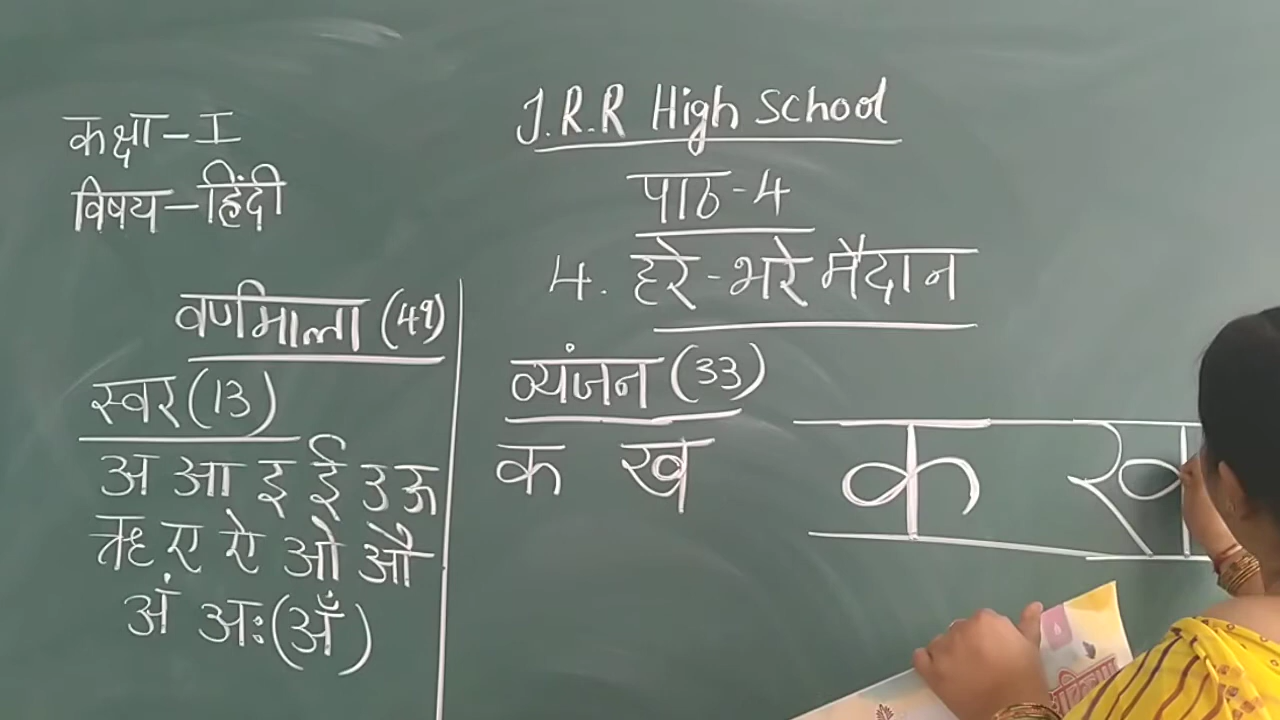 J.R.R High School
कक्षा-I
विषय-हिंदी
पाठ-4
4. हरे-भरे मैदान
वर्णमाला (49)
स्वर (13)
अ आ इ ई उ ऊ
ऋ ए ऐ ओ औ
अं अः (अँ)
व्यंजन (33)
क ख
क ख